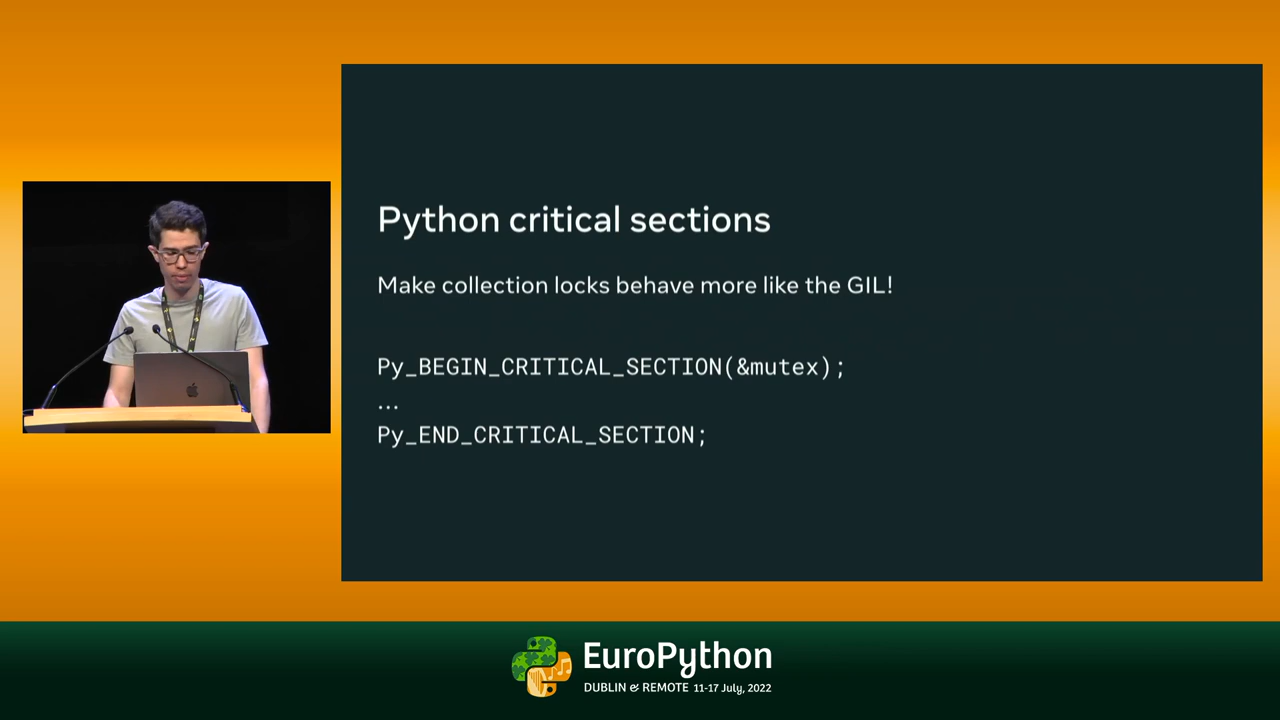 Python critical sections
Make collection locks behave more like the GIL!
Py_BEGIN_CRITICAL_SECTION(&mutex);
...
Py_END_CRITICAL_SECTION;
EuroPython
DUBLIN & REMOTE 11-17 July, 2022